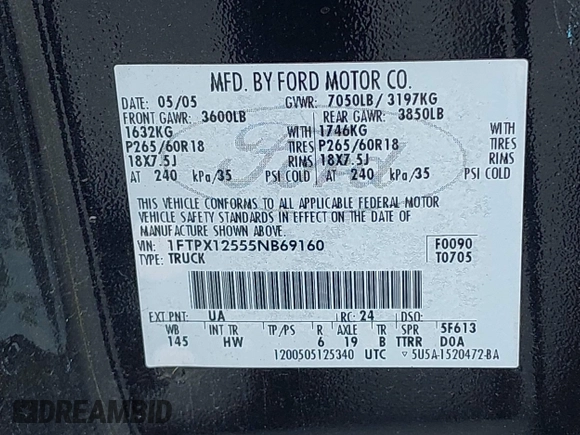 MFD. BY FORD MOTOR CO.
DATE: 05/05 GVWR: 7050LB / 3197KG
FRONT GAWR: 3600LB REAR GAWR: 3850LB
1632KG WITH 1746KG WITH
P265/60R18 TIRES P265/60R18 TIRES
18X7.5J RIMS 18X7.5J RIMS
AT 240 kPa/35 PSI COLD AT 240 kPa/35 PSI COLD
Ford
THIS VEHICLE CONFORMS TO ALL APPLICABLE FEDERAL MOTOR
VEHICLE SAFETY STANDARDS IN EFFECT ON THE DATE OF
MANUFACTURE SHOWN ABOVE.
VIN: 1FTPX12555NB69160 F0090
TYPE: TRUCK T0705
EXT PNT: UA RC: 24 DSO:
WB INT TR TP/PS R AXLE TR SPR 5F613
145 HW 6 19 B TTRR DOA
1200505125340 UTC 5U5A-1520472-BA
DREAMBID